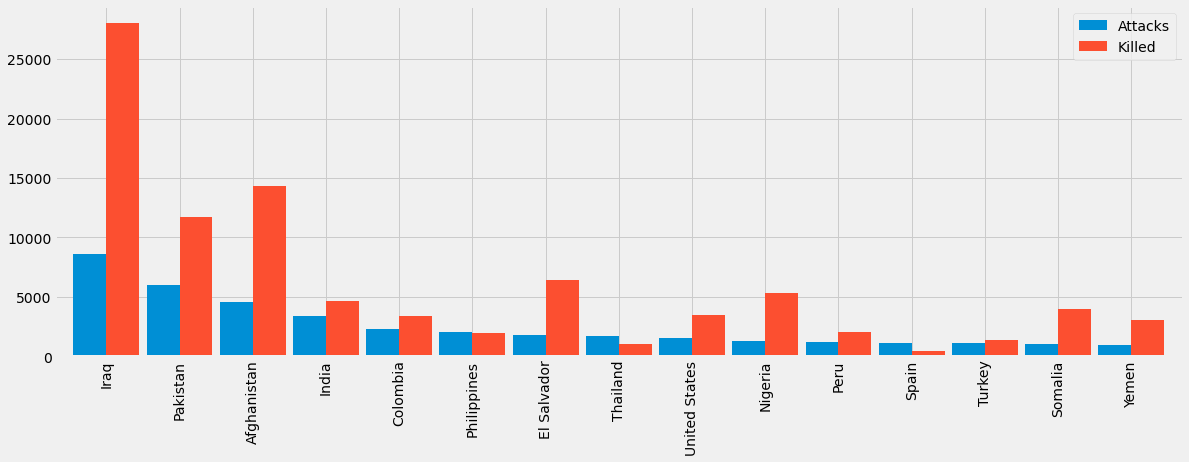 Attacks
Killed
25000
20000
15000
10000
5000
0
Iraq
Pakistan
Afghanistan
India
Colombia
Philippines
El Salvador
Thailand
United States
Nigeria
Peru
Spain
Turkey
Somalia
Yemen